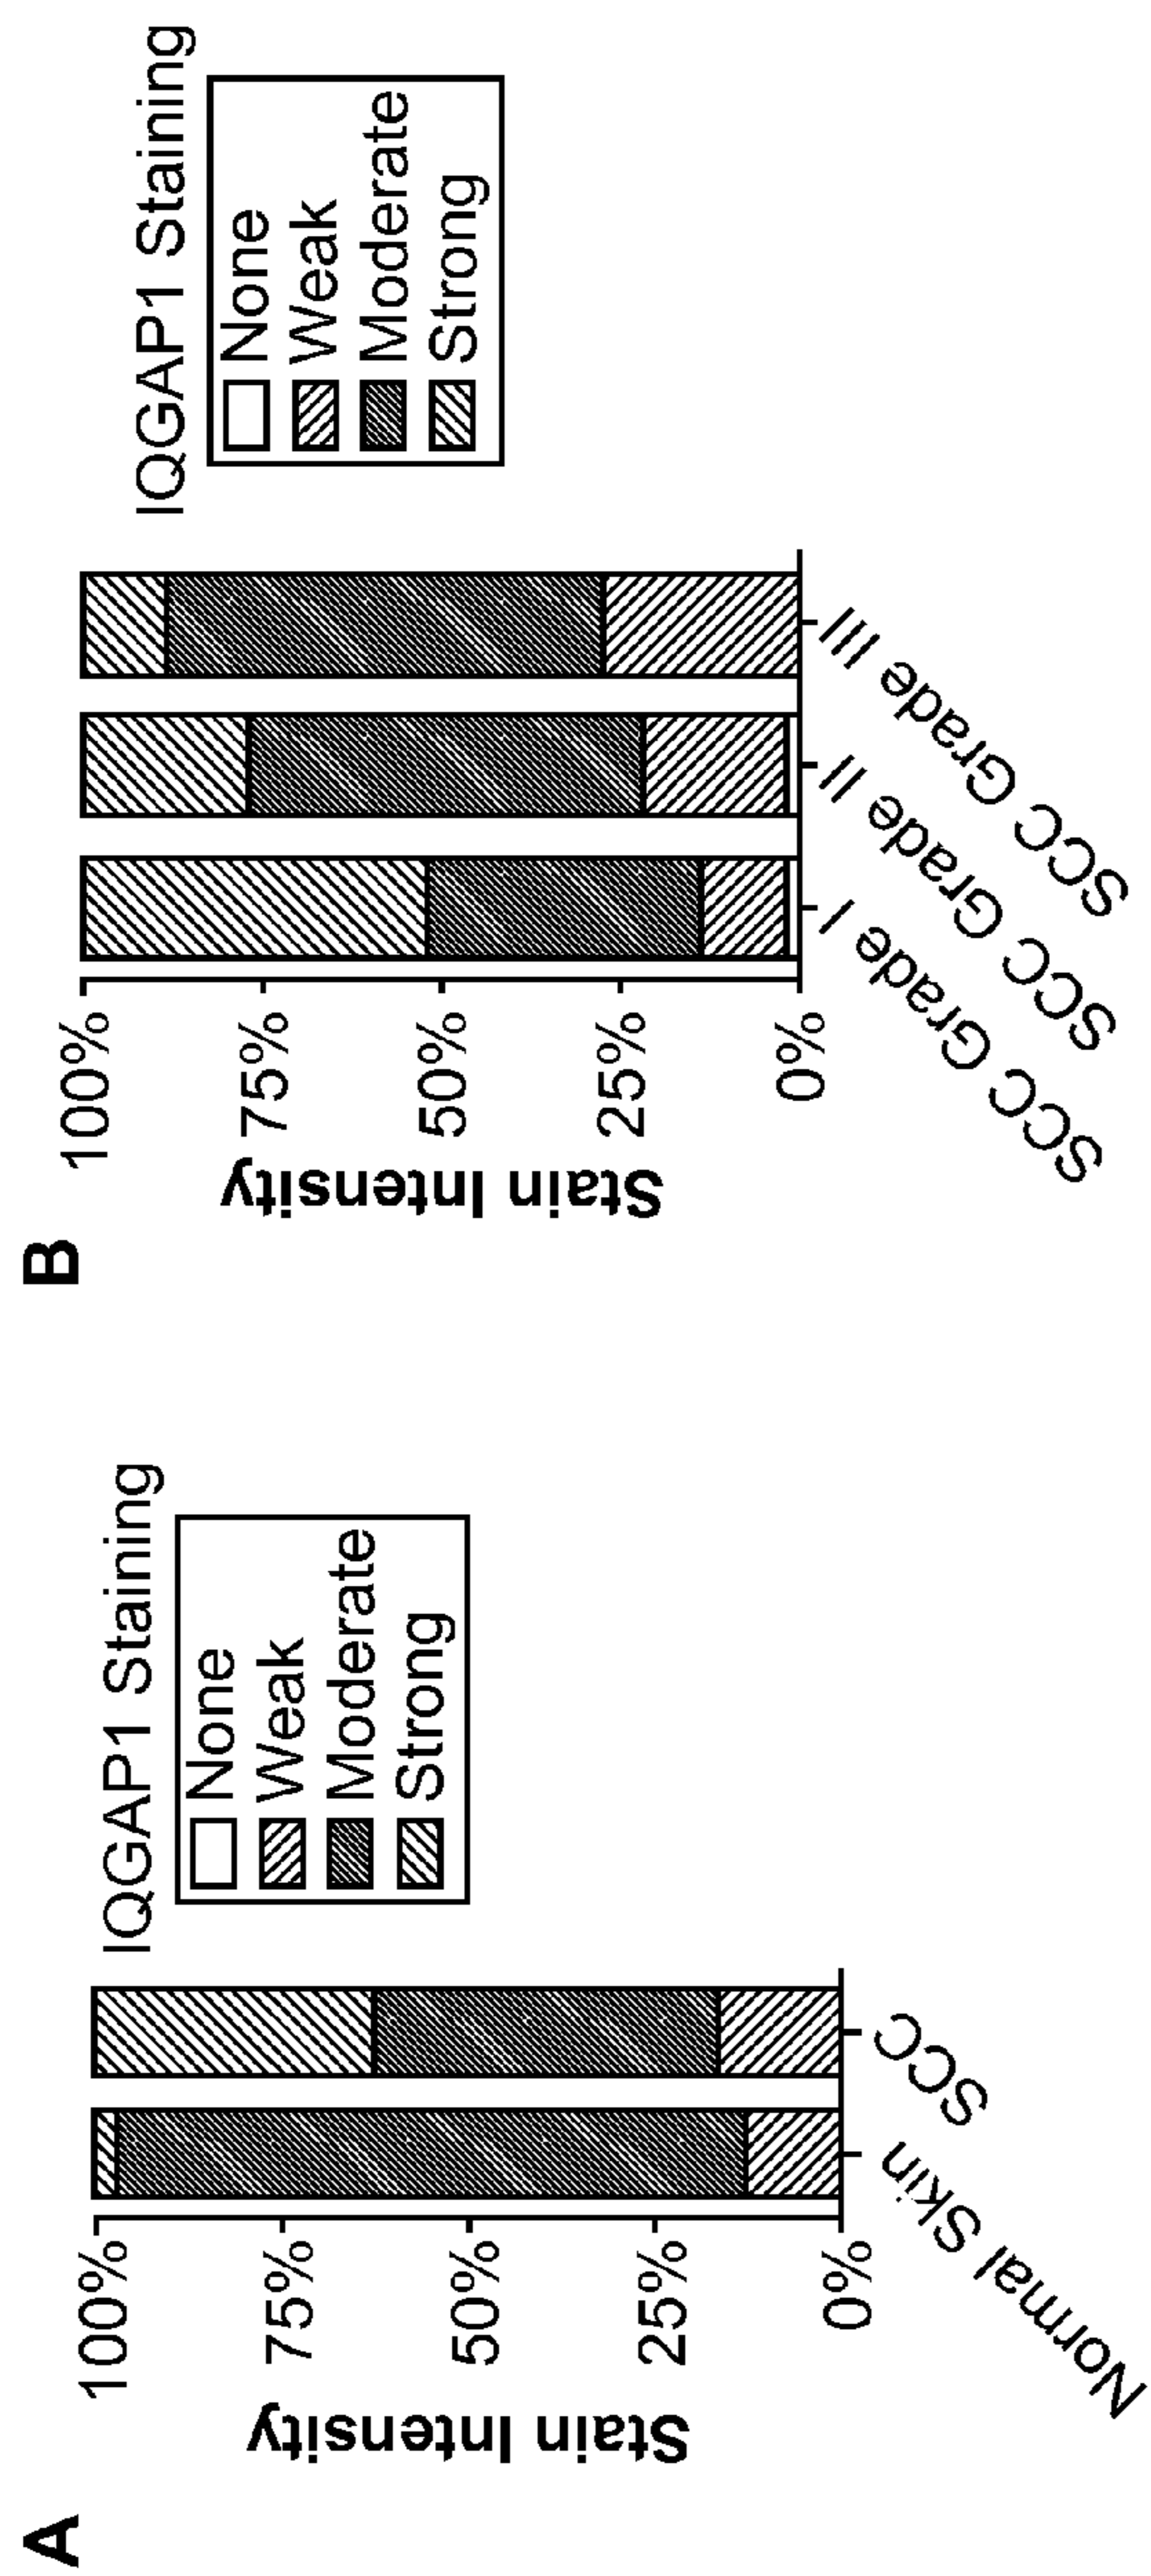 A
IQGAP1 Staining
None
Weak
Moderate
Strong
Stain Intensity
100%
75%
50%
25%
0%
Normal Skin
SCC
B
IQGAP1 Staining
None
Weak
Moderate
Strong
Stain Intensity
100%
75%
50%
25%
0%
SCC Grade I
SCC Grade II
SCC Grade III